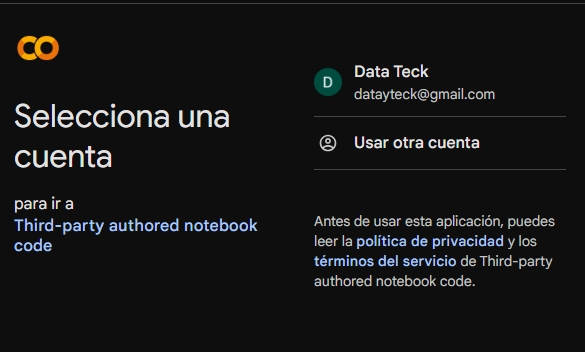 Selecciona una
cuenta
para ir a
Third-party authored notebook
code
D
Data Teck
datayteck@gmail.com
Usar otra cuenta
Antes de usar esta aplicación, puedes
leer la política de privacidad y los
términos del servicio de Third-party
authored notebook code.